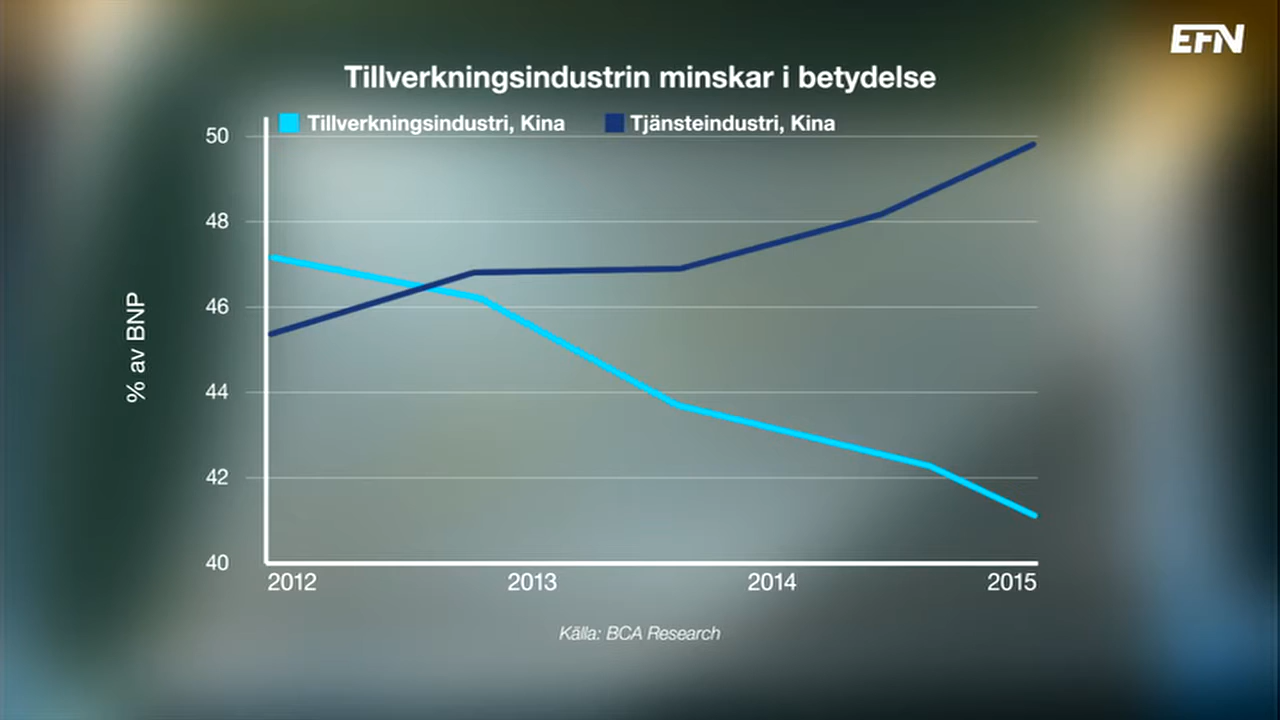 EFN
Tillverkningsindustrin minskar i betydelse
Tillverkningsindustri, Kina
Tjänsteindustri, Kina
50
48
46
44
42
40
% av BNP
2012
2013
2014
2015
Källa: BCA Research